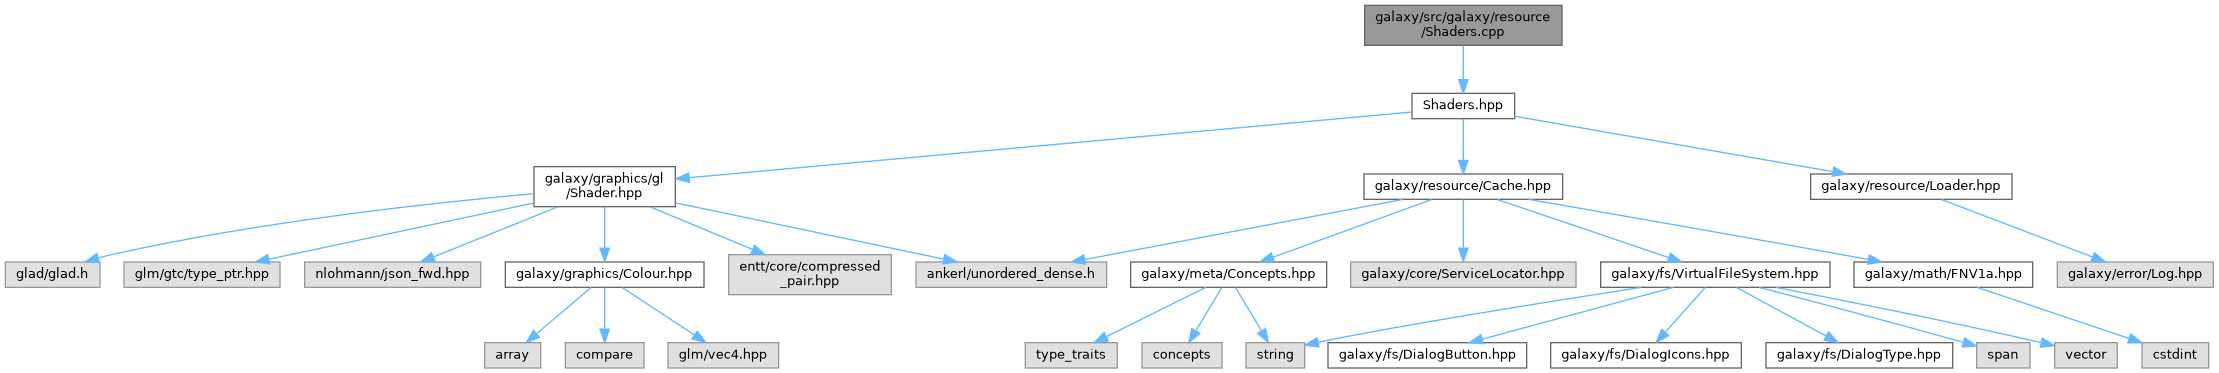 galaxy/src/galaxy/resource
/Shaders.cpp
Shaders.hpp
galaxy/graphics/gl
/Shader.hpp
galaxy/resource/Cache.hpp
galaxy/resource/Loader.hpp
glad/glad.h
glm/gtc/type_ptr.hpp
nlohmann/json_fwd.hpp
galaxy/graphics/Colour.hpp
entt/core/compressed
_pair.hpp
ankerl/unordered_dense.h
galaxy/meta/Concepts.hpp
galaxy/core/ServiceLocator.hpp
galaxy/fs/VirtualFileSystem.hpp
galaxy/math/FNV1a.hpp
galaxy/error/Log.hpp
array
compare
glm/vec4.hpp
type_traits
concepts
string
galaxy/fs/DialogButton.hpp
galaxy/fs/DialogIcons.hpp
galaxy/fs/DialogType.hpp
span
vector
cstdint